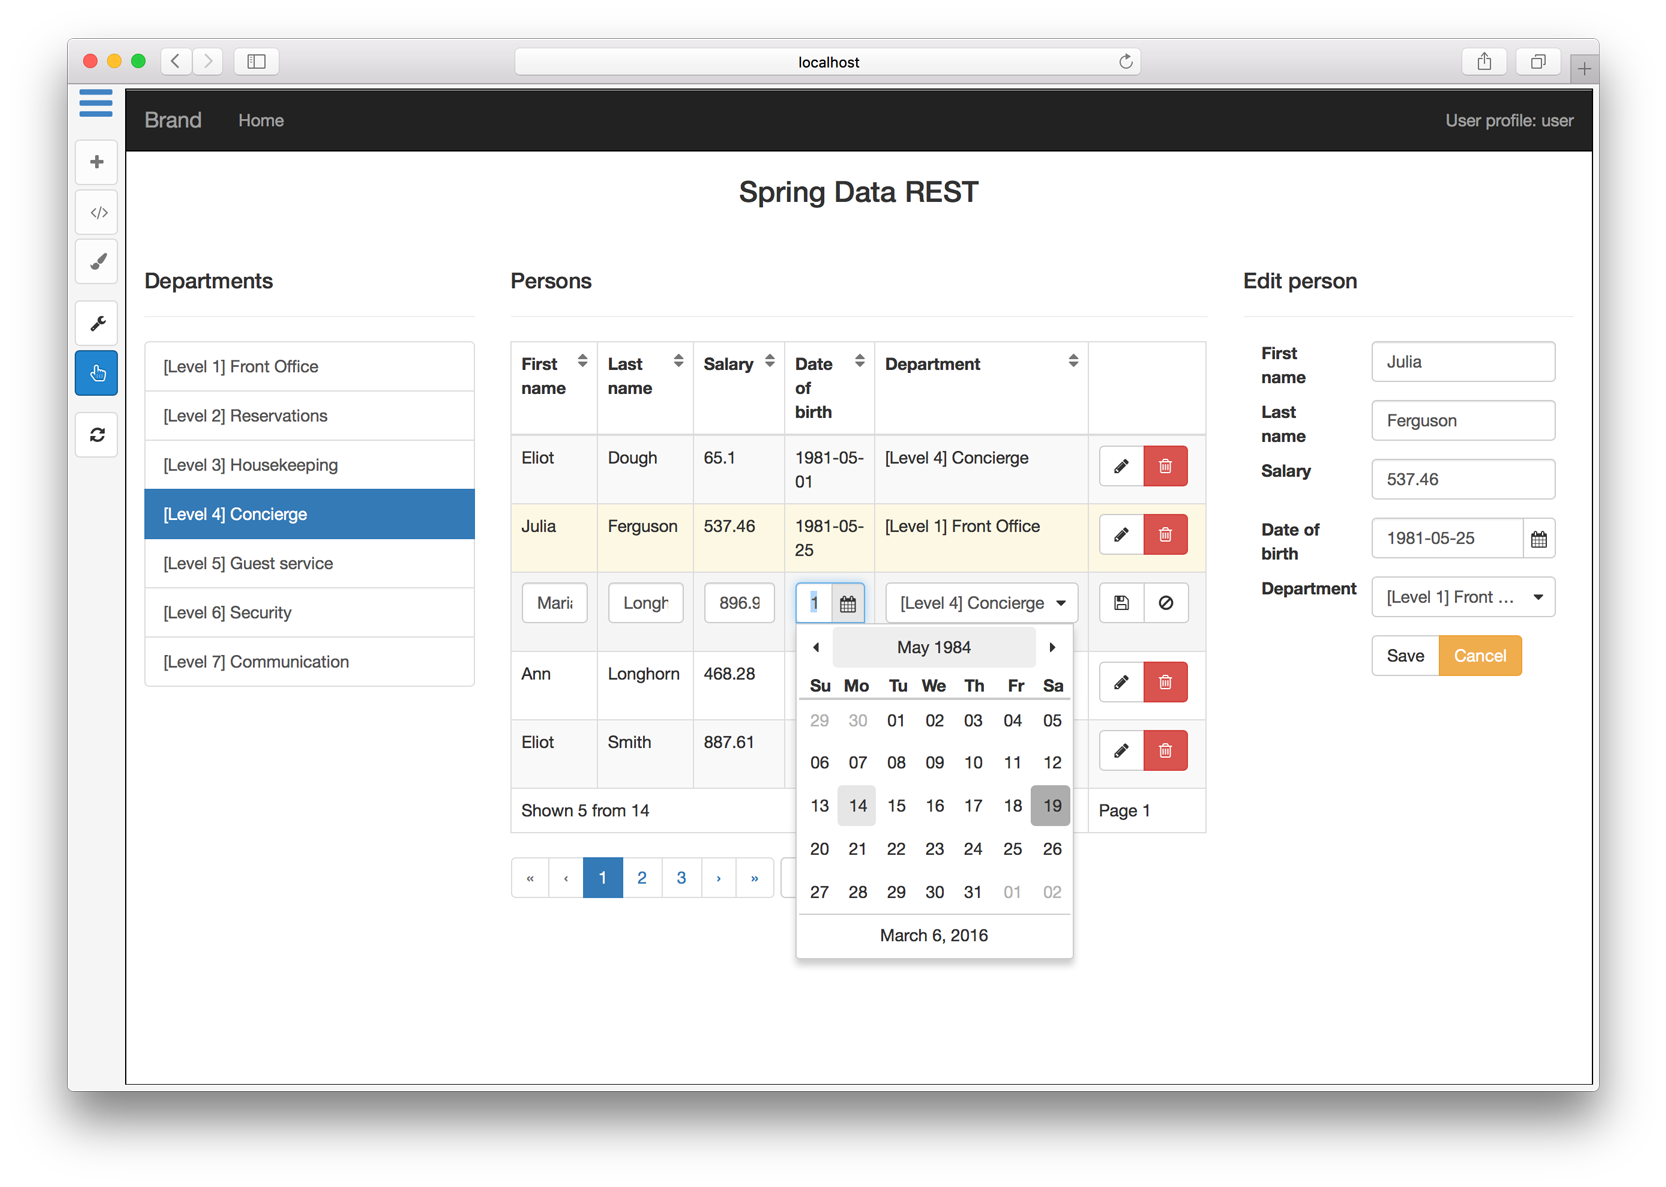 localhost
Brand Home User profile: user
Spring Data REST
Departments
[Level 1] Front Office
[Level 2] Reservations
[Level 3] Housekeeping
[Level 4] Concierge
[Level 5] Guest service
[Level 6] Security
[Level 7] Communication
Persons
First name Last name Salary Date of birth Department
Eliot Dough 65.1 1981-05-01 [Level 4] Concierge
Julia Ferguson 537.46 1981-05-25 [Level 1] Front Office
896.9 1 [Level 4] Concierge
Ann Longhorn 468.28
Eliot Smith 887.61
Shown 5 from 14 Page 1
« ‹ 1 2 3 › »
May 1984
Su Mo Tu We Th Fr Sa
29 30 01 02 03 04 05
06 07 08 09 10 11 12
13 14 15 16 17 18 19
20 21 22 23 24 25 26
27 28 29 30 31 01 02
March 6, 2016
Edit person
First name Julia
Last name Ferguson
Salary 537.46
Date of birth 1981-05-25
Department [Level 1] Front ...
Save Cancel